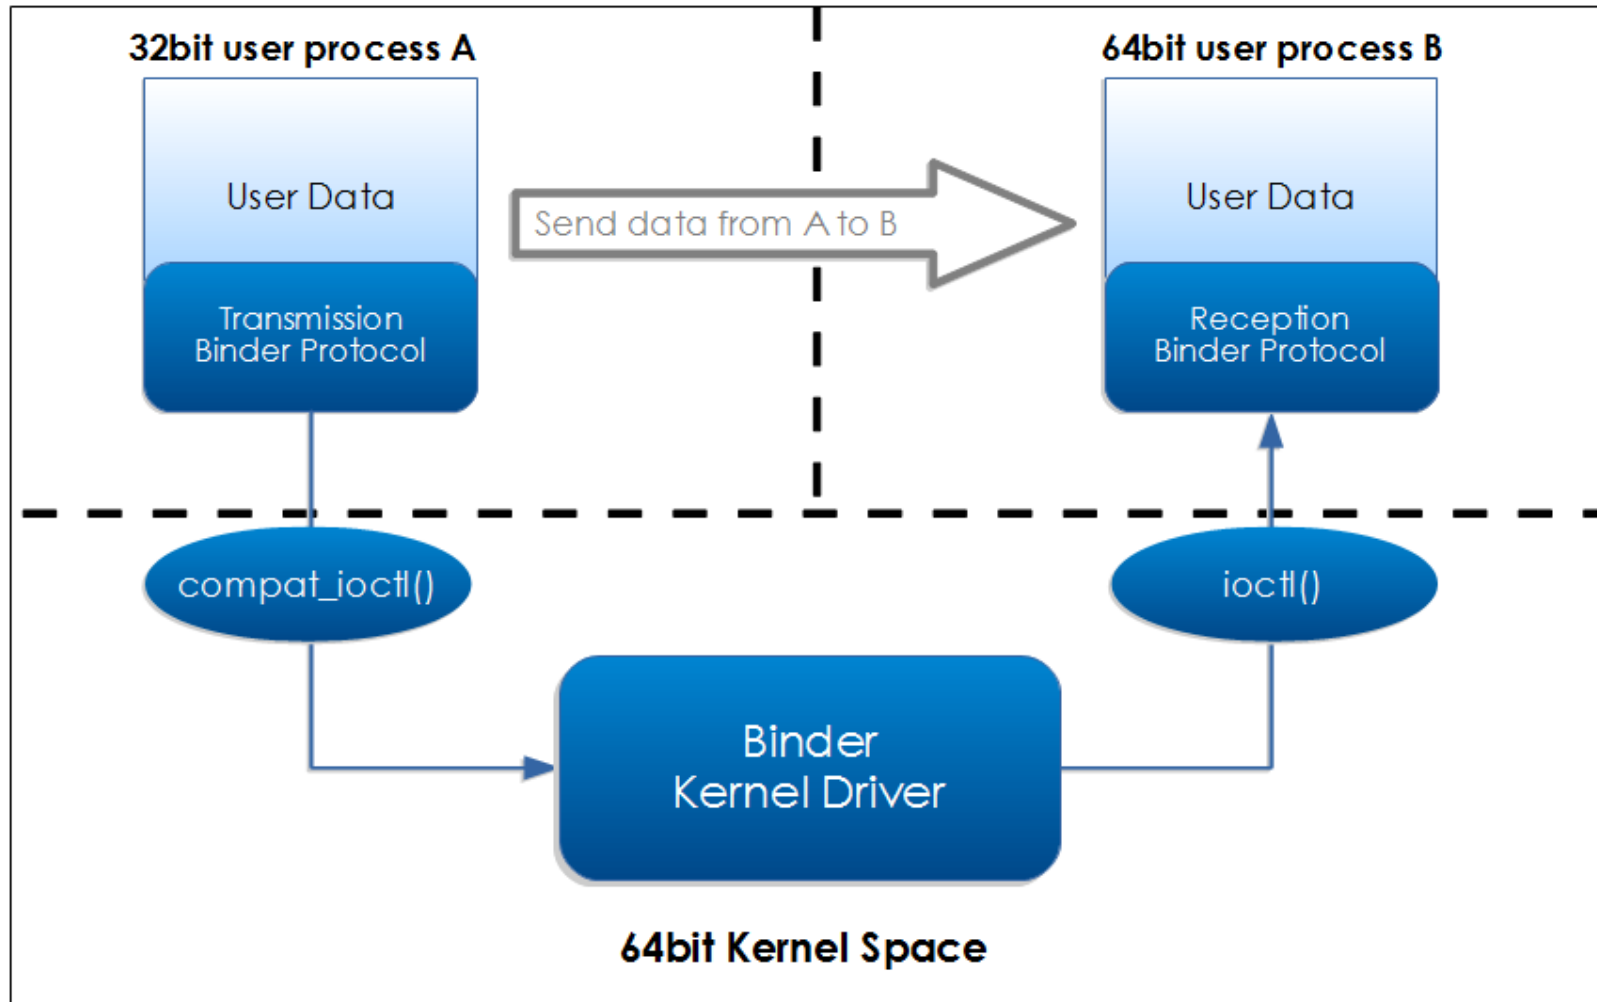 32bit user process A
64bit user process B
User Data
Send data from A to B
User Data
Transmission
Binder Protocol
Reception
Binder Protocol
compat_ioctl()
ioctl()
Binder
Kernel Driver
64bit Kernel Space